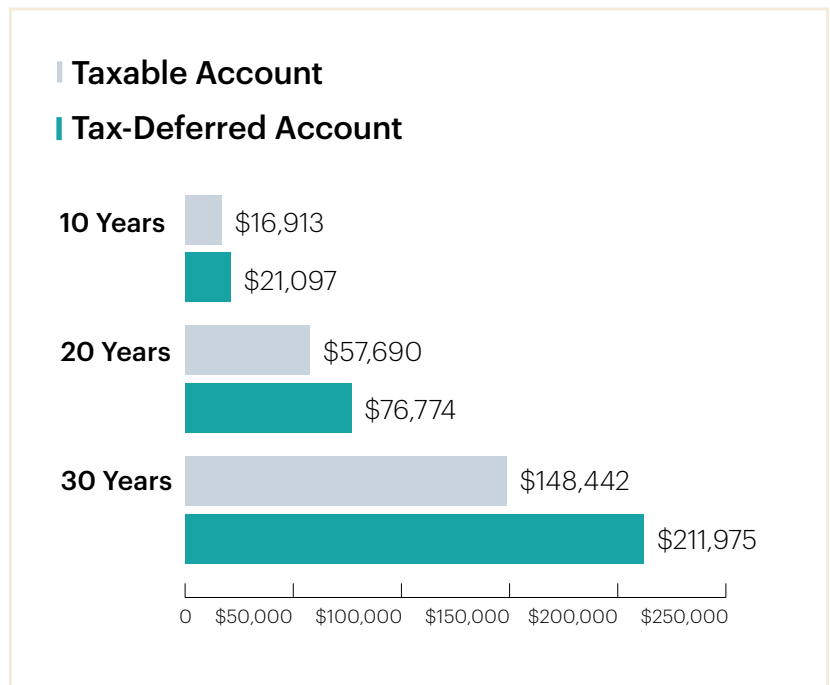 Taxable Account
Tax-Deferred Account
10 Years
$16,913
$21,097
20 Years
$57,690
$76,774
30 Years
$148,442
$211,975
0 $50,000 $100,000 $150,000 $200,000 $250,000